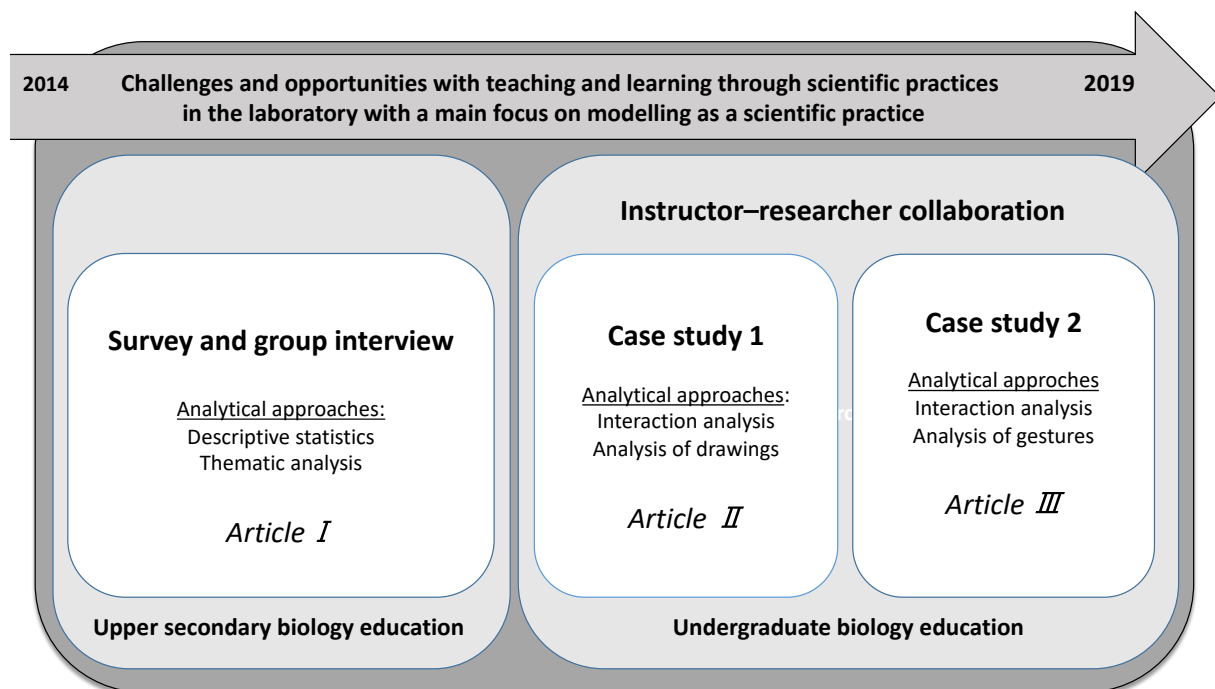 2014
Challenges and opportunities with teaching and learning through scientific practices
in the laboratory with a main focus on modelling as a scientific practice
2019
Survey and group interview
Analytical approaches:
Descriptive statistics
Thematic analysis
Article Ⅰ
Upper secondary biology education
Instructor–researcher collaboration
Case study 1
Analytical approaches:
Interaction analysis
Analysis of drawings
Article Ⅱ
Case study 2
Analytical approches
Interaction analysis
Analysis of gestures
Article Ⅲ
Undergraduate biology education